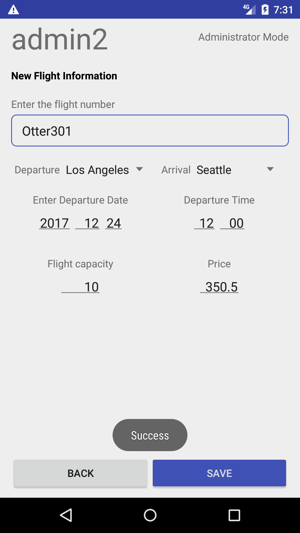 4G 7:31
admin2 Administrator Mode
New Flight Information
Enter the flight number
Otter301
Departure Los Angeles Arrival Seattle
Enter Departure Date Departure Time
2017 12 24 12 00
Flight capacity Price
10 350.5
Success
BACK SAVE